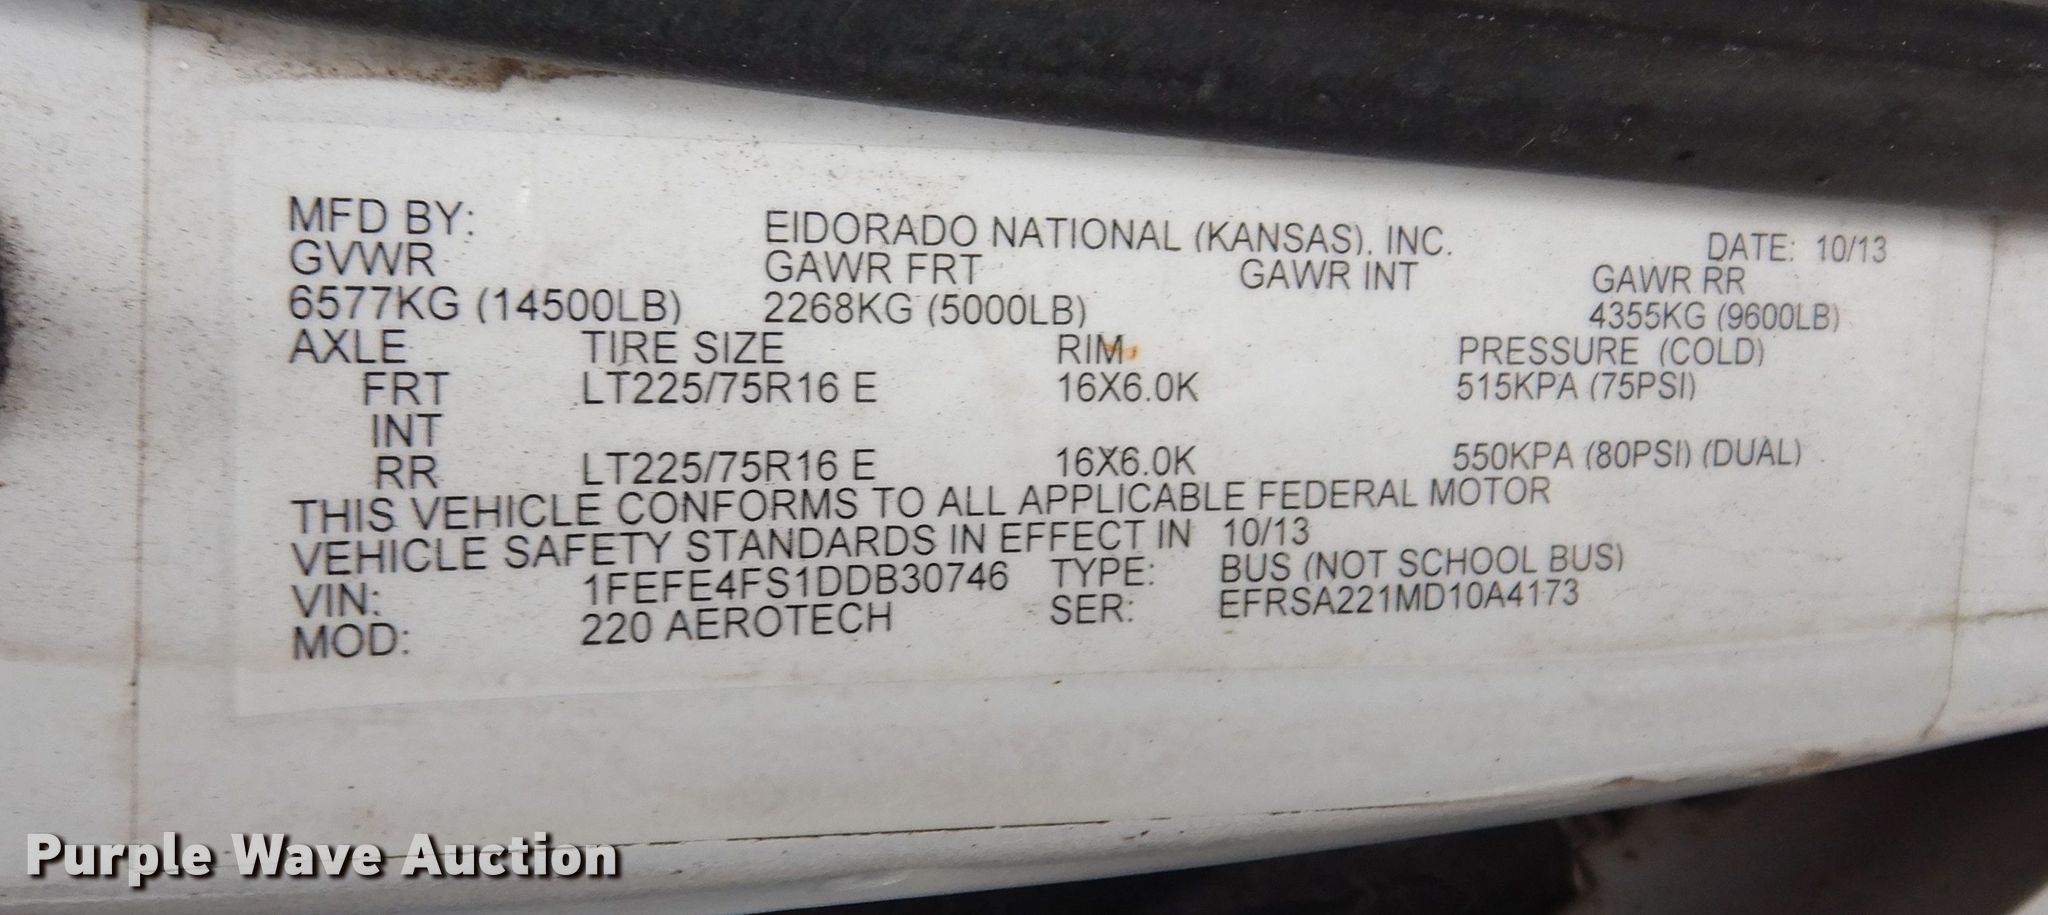 MFD BY: EIDORADO NATIONAL (KANSAS), INC. DATE: 10/13
GVWR GAWR FRT GAWR INT GAWR RR
6577KG (14500LB) 2268KG (5000LB) 4355KG (9600LB)
AXLE TIRE SIZE RIM PRESSURE (COLD)
FRT LT225/75R16 E 16X6.0K 515KPA (75PSI)
INT
RR LT225/75R16 E 16X6.0K 550KPA (80PSI) (DUAL)
THIS VEHICLE CONFORMS TO ALL APPLICABLE FEDERAL MOTOR
VEHICLE SAFETY STANDARDS IN EFFECT IN 10/13
VIN: 1FEFE4FS1DDB30746 TYPE: BUS (NOT SCHOOL BUS)
MOD: 220 AEROTECH SER: EFRSA221MD10A4173
Purple Wave Auction